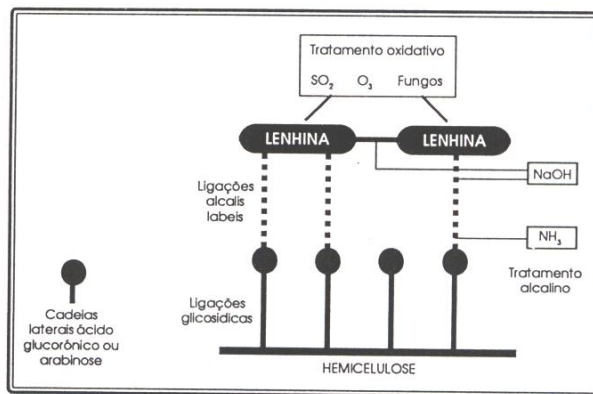 Tratamento oxidativo
SO₂ O₃ Fungos
LENHINA
LENHINA
Ligações
alcalis
labeis
NaOH
NH₃
Tratamento
alcalino
Ligações
glicosidicas
Cadeias
laterais ácido
glucorónico ou
arabinose
HEMICELULOSE